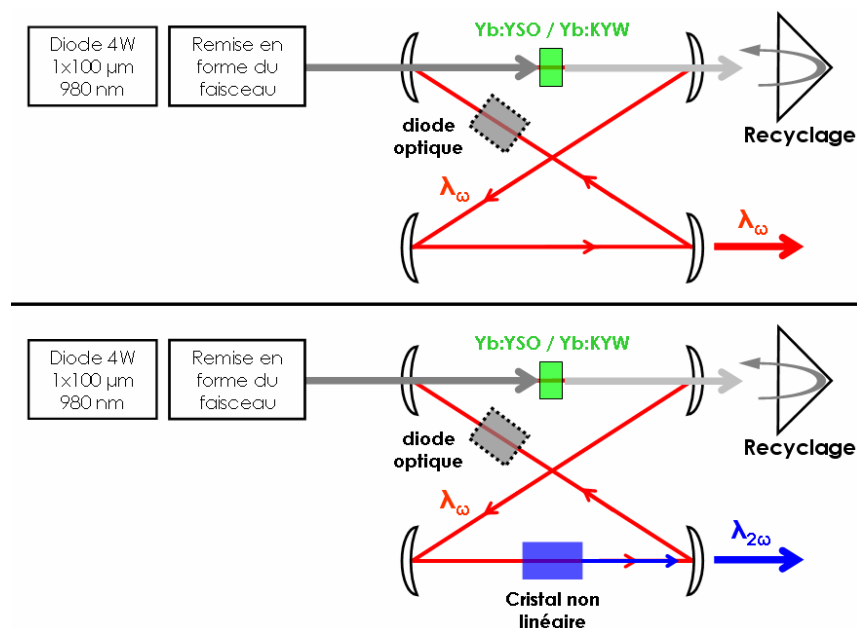 Diode 4W
1x100 µm
980 nm
Remise en
forme du
faisceau
Yb:YSO / Yb:KYW
diode
optique
Recyclage
λω
λω
Diode 4W
1x100 µm
980 nm
Remise en
forme du
faisceau
Yb:YSO / Yb:KYW
diode
optique
Recyclage
λω
λ2ω
Cristal non
linéaire